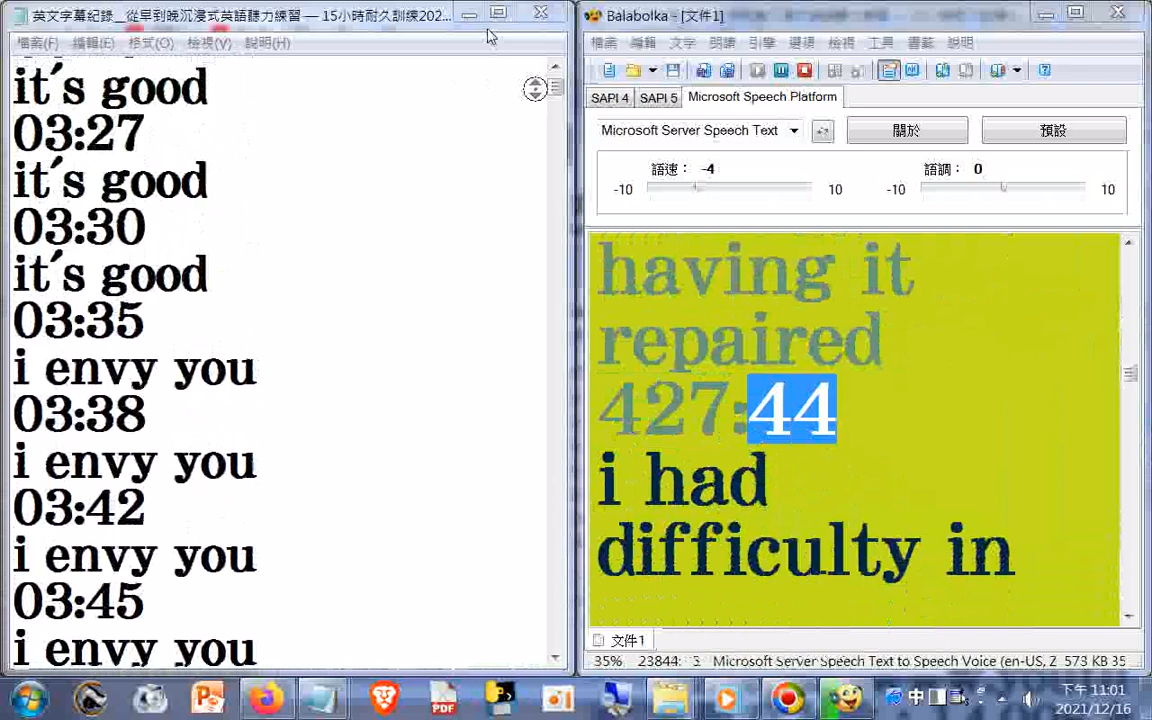 英文字幕紀錄__從早到晚沉浸式英語聽力練習 — 15小時耐久訓練202...
檔案(F) 編輯(E) 格式(O) 檢視(V) 說明(H)
it's good
03:27
it's good
03:30
it's good
03:35
i envy you
03:38
i envy you
03:42
i envy you
03:45
i envy you
Balabolka - [文件1]
檔案 編輯 文字 朗讀 引擎 選項 檢視 工具 書籤 說明
SAPI 4 SAPI 5 Microsoft Speech Platform
Microsoft Server Speech Text 關於 預設
語速： -4 語調： 0
-10 10 -10 10
having it
repaired
427:44
i had
difficulty in
文件1
35% 23844: Microsoft Server Speech Text to Speech Voice (en-US, Z 573 KB 35
中 下午 11:01
2021/12/16